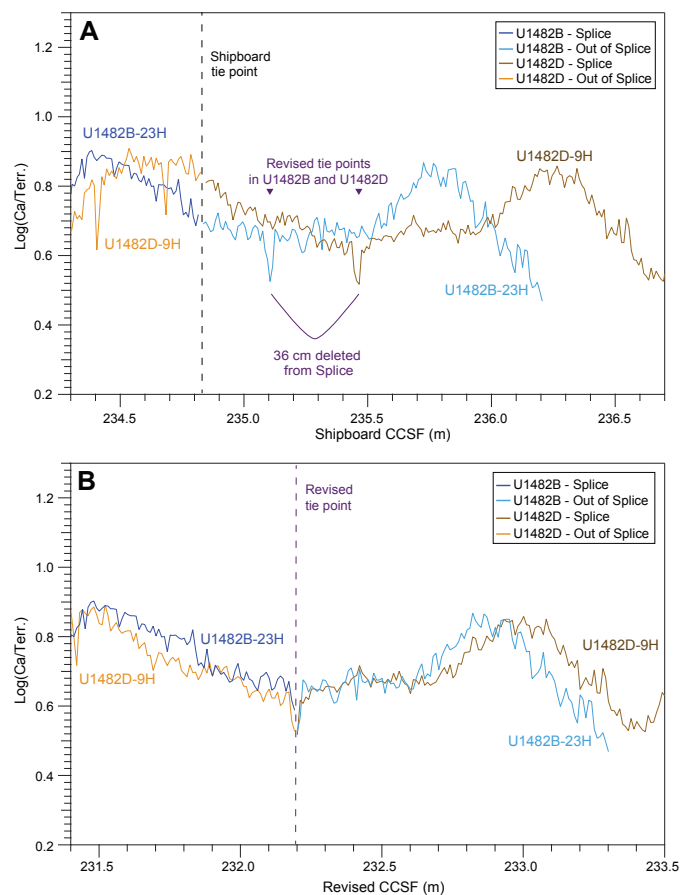 A
Shipboard
tie point
U1482B - Splice
U1482B - Out of Splice
U1482D - Splice
U1482D - Out of Splice
U1482B-23H
U1482D-9H
Revised tie points
in U1482B and U1482D
U1482D-9H
U1482B-23H
36 cm deleted
from Splice
Log(Ca/Terr.)
1.2
1.0
0.8
0.6
0.4
0.2
234.5
235.0
235.5
236.0
236.5
Shipboard CCSF (m)
B
Revised
tie point
U1482B - Splice
U1482B - Out of Splice
U1482D - Splice
U1482D - Out of Splice
U1482B-23H
U1482D-9H
U1482D-9H
U1482B-23H
Log(Ca/Terr.)
1.2
1.0
0.8
0.6
0.4
0.2
231.5
232.0
232.5
233.0
233.5
Revised CCSF (m)